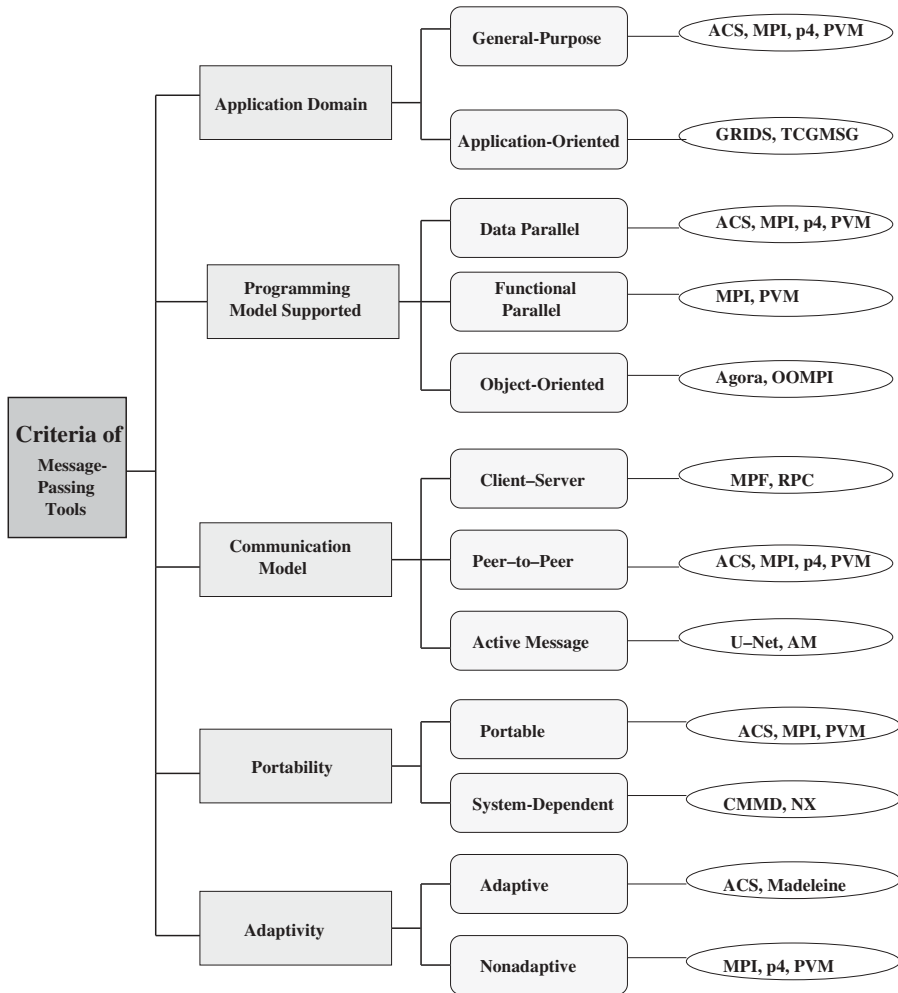 Criteria of
Message-
Passing
Tools
Application Domain
General-Purpose
ACS, MPI, p4, PVM
Application-Oriented
GRIDS, TCGMSG
Programming
Model Supported
Data Parallel
ACS, MPI, p4, PVM
Functional
Parallel
MPI, PVM
Object-Oriented
Agora, OOMPI
Communication
Model
Client–Server
MPF, RPC
Peer–to–Peer
ACS, MPI, p4, PVM
Active Message
U–Net, AM
Portability
Portable
ACS, MPI, PVM
System-Dependent
CMMD, NX
Adaptivity
Adaptive
ACS, Madeleine
Nonadaptive
MPI, p4, PVM